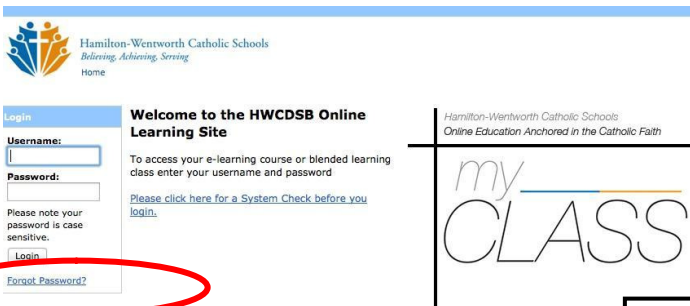 Hamilton-Wentworth Catholic Schools
Believing, Achieving, Serving
Home
Login
Username:
Password:
Please note your
password is case
sensitive.
Login
Forgot Password?
Welcome to the HWCDSB Online
Learning Site
To access your e-learning course or blended learning
class enter your username and password
Please click here for a System Check before you
login.
Hamilton-Wentworth Catholic Schools
Online Education Anchored in the Catholic Faith
my
CLASS